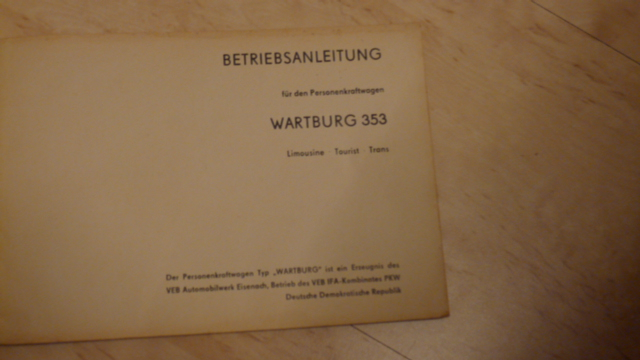 BETRIEBSANLEITUNG
für den Personenkraftwagen
WARTBURG 353
Limousine · Tourist · Trans
Der Personenkraftwagen Typ „WARTBURG" ist ein Erzeugnis des
VEB Automobilwerk Eisenach, Betrieb des VEB IFA-Kombinates PKW
Deutsche Demokratische Republik